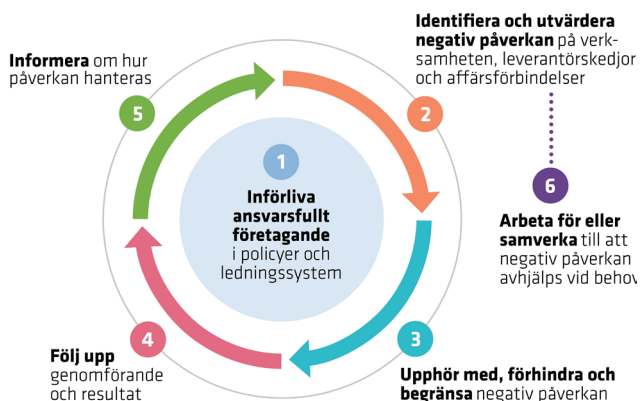 Informera om hur
påverkan hanteras
5
Identifiera och utvärdera
negativ påverkan på verk-
samheten, leverantörskedjor
och affärsförbindelser
2
1
Införliva
ansvarsfullt
företagande
i policyer och
ledningssystem
6
Arbeta för eller
samverka till att
negativ påverkan
avhjälps vid behov
4
Följ upp
genomförande
och resultat
3
Upphör med, förhindra och
begränsa negativ påverkan